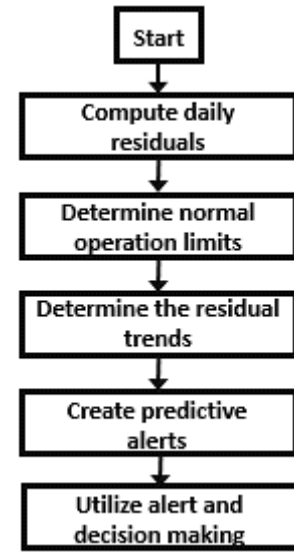 Start
Compute daily
residuals
Determine normal
operation limits
Determine the residual
trends
Create predictive
alerts
Utilize alert and
decision making